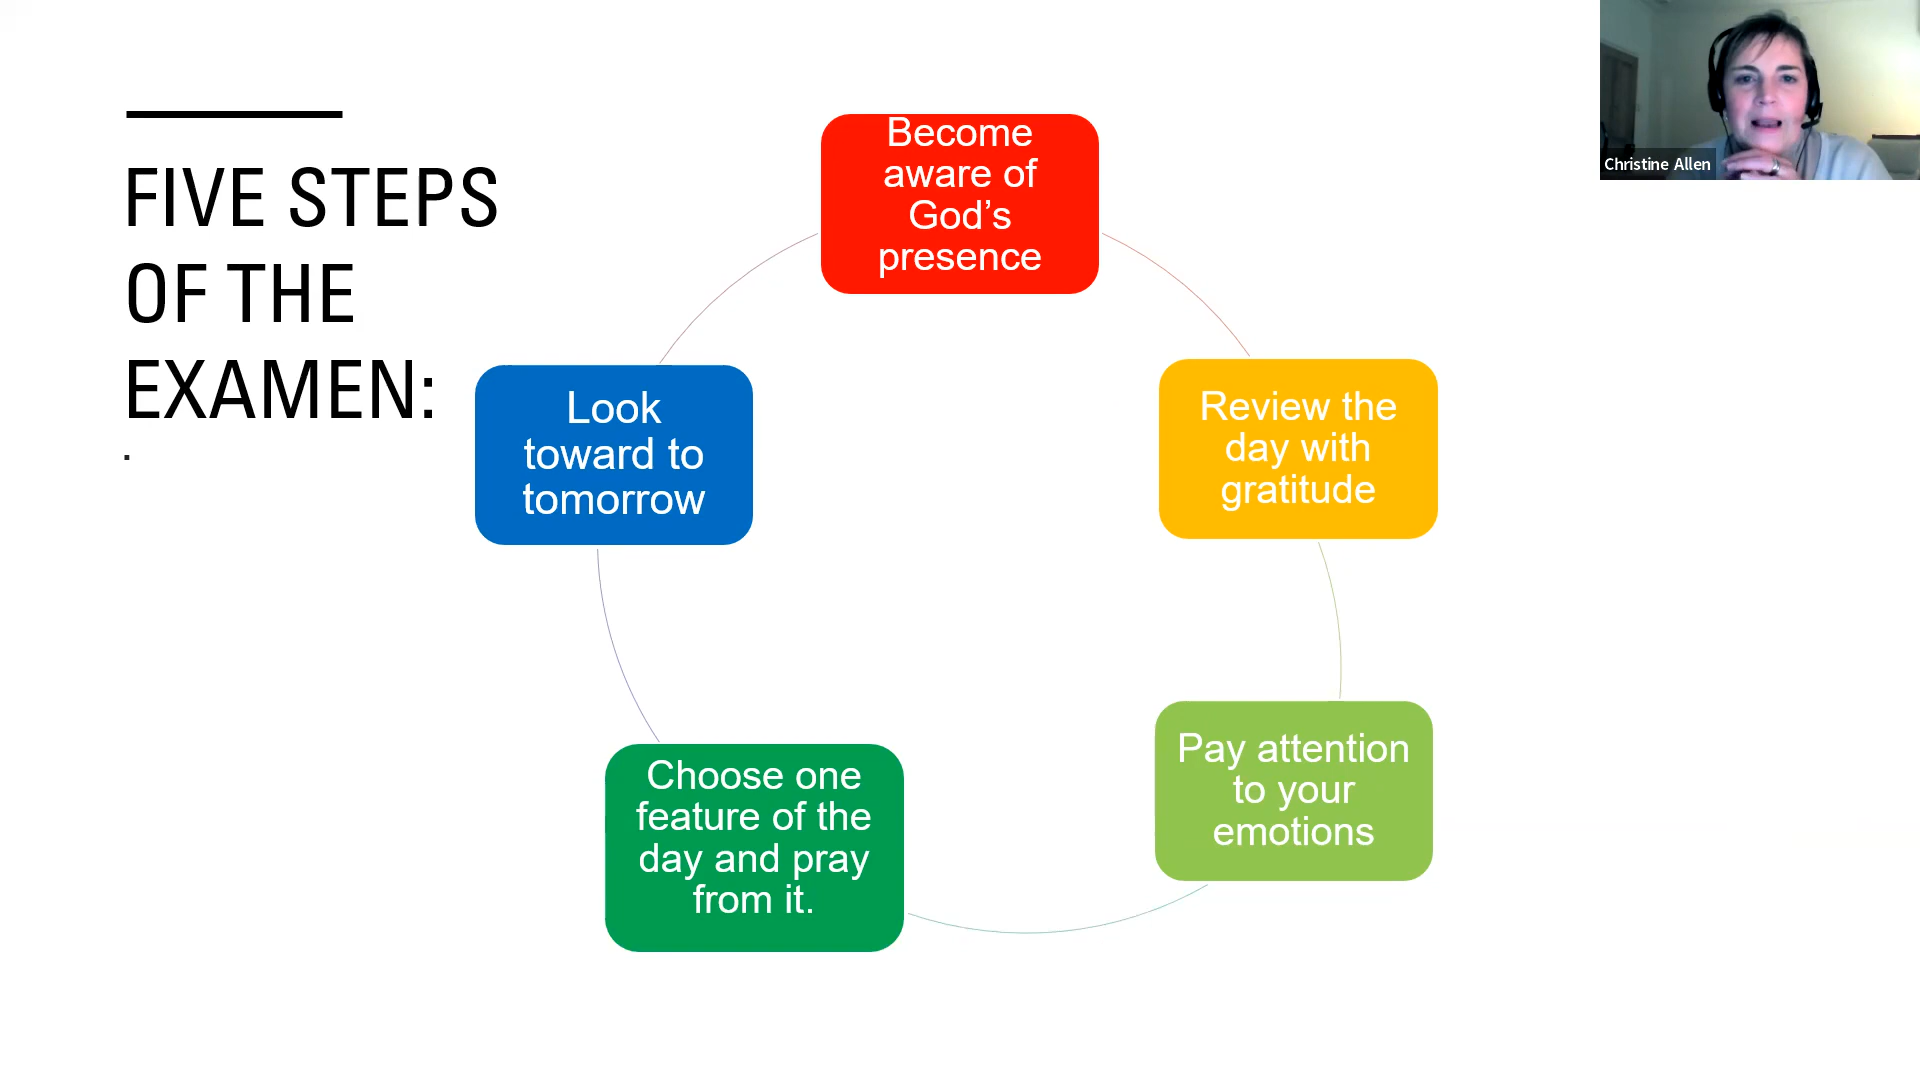 FIVE STEPS
OF THE
EXAMEN:
.
Become
aware of
God’s
presence
Review the
day with
gratitude
Pay attention
to your
emotions
Choose one
feature of the
day and pray
from it.
Look
toward to
tomorrow
Christine Allen